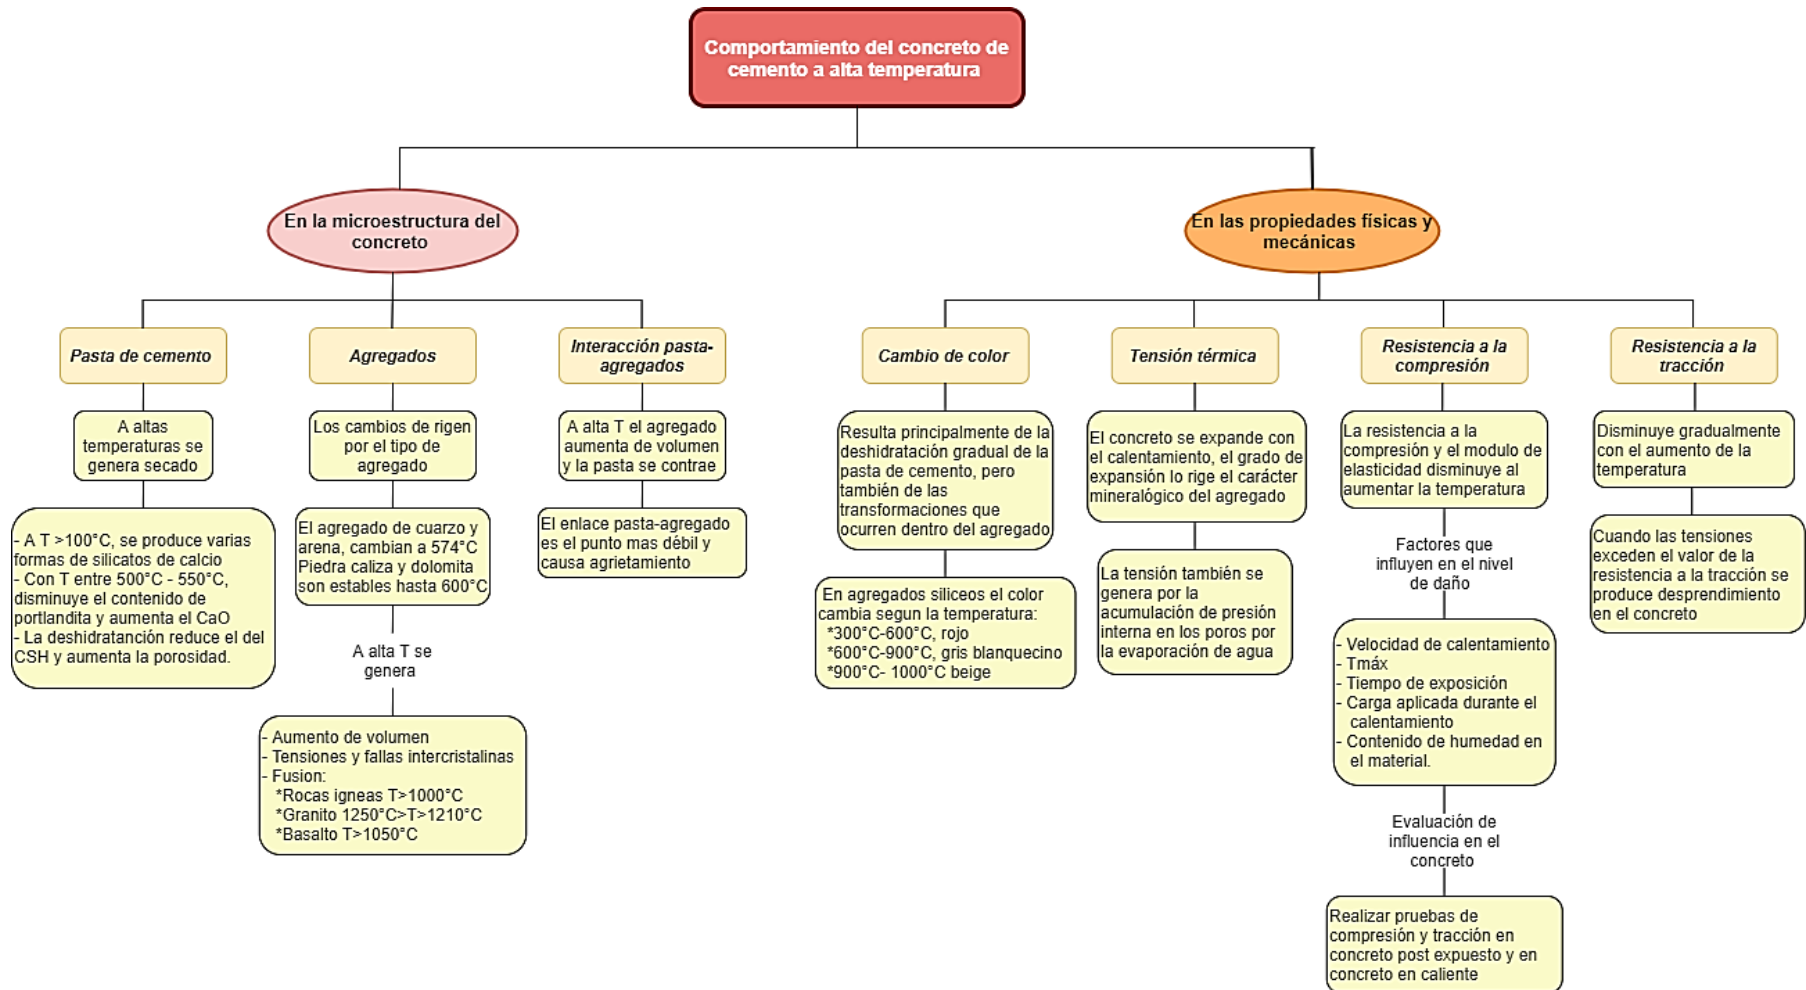 Comportamiento del concreto de
cemento a alta temperatura
En la microestructura del
concreto
En las propiedades físicas y
mecánicas
Pasta de cemento
Agregados
Interacción pasta-
agregados
Cambio de color
Tensión térmica
Resistencia a la
compresión
Resistencia a la
tracción
A altas
temperaturas se
genera secado
- A T >100°C, se produce varias
formas de silicatos de calcio
- Con T entre 500°C - 550°C,
disminuye el contenido de
portlandita y aumenta el CaO
- La deshidratanción reduce el del
CSH y aumenta la porosidad.
Los cambios de rigen
por el tipo de
agregado
El agregado de cuarzo y
arena, cambian a 574°C
Piedra caliza y dolomita
son estables hasta 600°C
A alta T se
genera
- Aumento de volumen
- Tensiones y fallas intercristalinas
- Fusion:
*Rocas igneas T>1000°C
*Granito 1250°C>T>1210°C
*Basalto T>1050°C
A alta T el agregado
aumenta de volumen
y la pasta se contrae
El enlace pasta-agregado
es el punto mas débil y
causa agrietamiento
Resulta principalmente de la
deshidratación gradual de la
pasta de cemento, pero
también de las
transformaciones que
ocurren dentro del agregado
En agregados siliceos el color
cambia segun la temperatura:
*300°C-600°C, rojo
*600°C-900°C, gris blanquecino
*900°C- 1000°C beige
El concreto se expande con
el calentamiento, el grado de
expansión lo rige el carácter
mineralógico del agregado
La tensión también se
genera por la
acumulación de presión
interna en los poros por
la evaporación de agua
La resistencia a la
compresión y el modulo de
elasticidad disminuye al
aumentar la temperatura
Factores que
influyen en el nivel
de daño
- Velocidad de calentamiento
- Tmáx
- Tiempo de exposición
- Carga aplicada durante el
calentamiento
- Contenido de humedad en
el material.
Evaluación de
influencia en el
concreto
Realizar pruebas de
compresión y tracción en
concreto post expuesto y en
concreto en caliente
Disminuye gradualmente
con el aumento de la
temperatura
Cuando las tensiones
exceden el valor de la
resistencia a la tracción se
produce desprendimiento
en el concreto